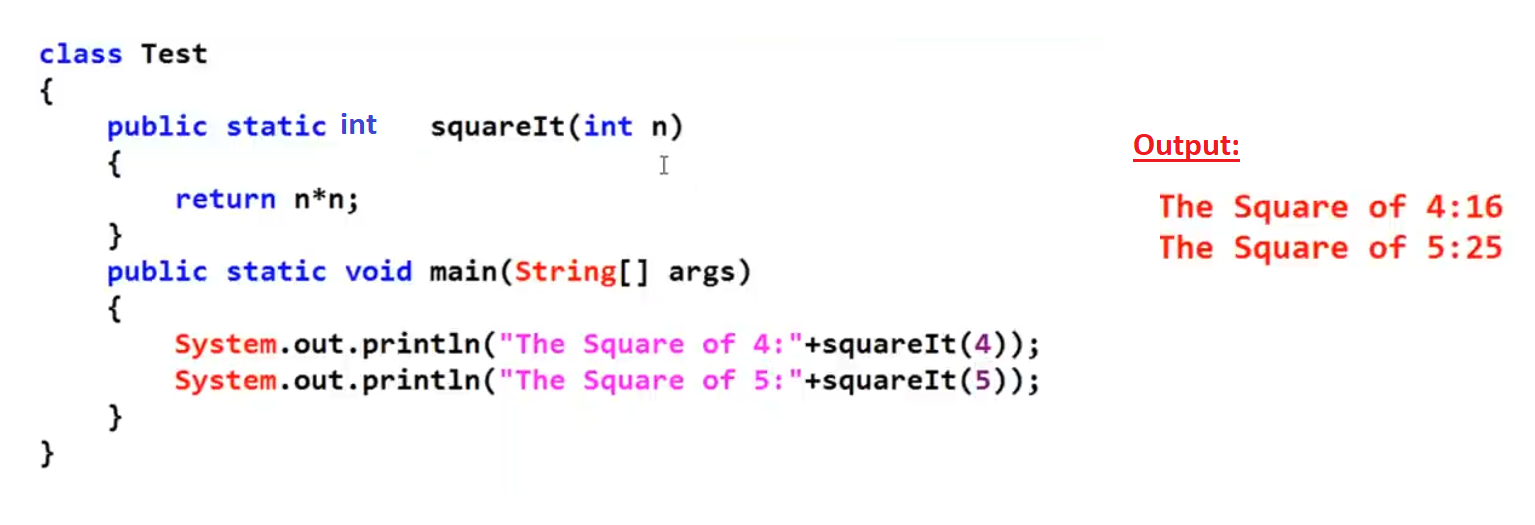 class Test
{
public static int squareIt(int n)
{
return n*n;
}
public static void main(String[] args)
{
System.out.println("The Square of 4:"+squareIt(4));
System.out.println("The Square of 5:"+squareIt(5));
}
}
Output:
The Square of 4:16
The Square of 5:25